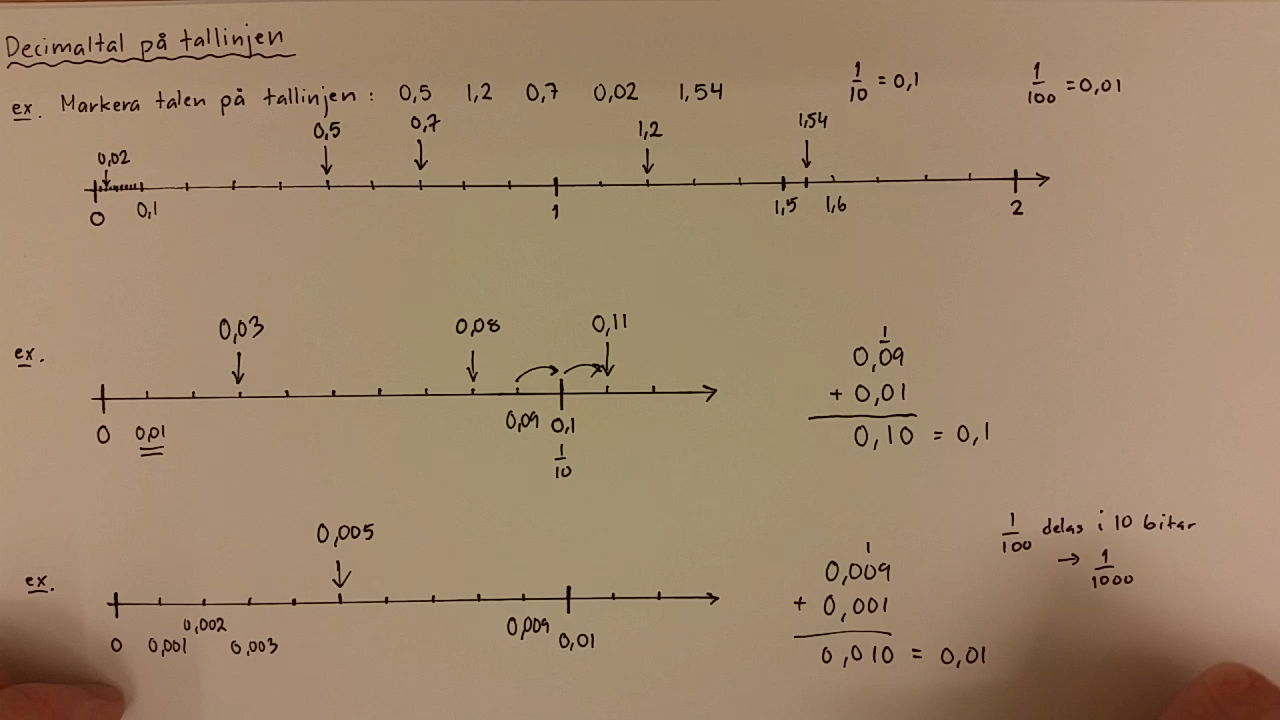 Decimaltal på tallinjen
ex. Markera talen på tallinjen : 0,5 1,2 0,7 0,02 1,54
1/10 = 0,1
1/100 = 0,01
0,02 0,5 0,7 1,2 1,54
0 0,1 1 1,5 1,6 2
ex.
0,03 0,08 0,11
0 0,01 0,09 0,1
1/10
1
0,09
+ 0,01
0,10 = 0,1
ex.
0,005
0 0,001 0,002 0,003 0,009 0,01
1
0,009
+ 0,001
0,010 = 0,01
1/100 delas i 10 bitar
→ 1/1000